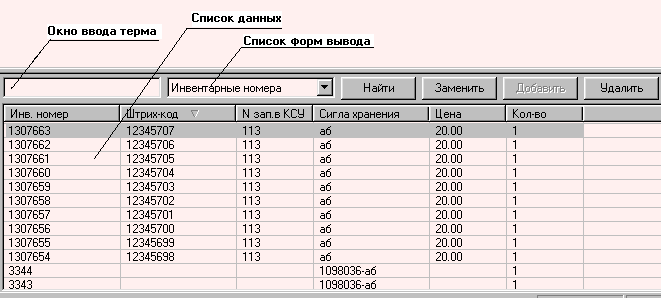 Список данных
Окно ввода терма
Список форм вывода
Инвентарные номера Найти Заменить Добавить Удалить
Инв. номер Штрих-код N зап.в КСУ Сигла хранения Цена Кол-во
1307663 12345707 113 аб 20.00 1
1307662 12345706 113 аб 20.00 1
1307661 12345705 113 аб 20.00 1
1307660 12345704 113 аб 20.00 1
1307659 12345703 113 аб 20.00 1
1307658 12345702 113 аб 20.00 1
1307657 12345701 113 аб 20.00 1
1307656 12345700 113 аб 20.00 1
1307655 12345699 113 аб 20.00 1
1307654 12345698 113 аб 20.00 1
3344 1098036-аб 1
3343 1098036-аб 1